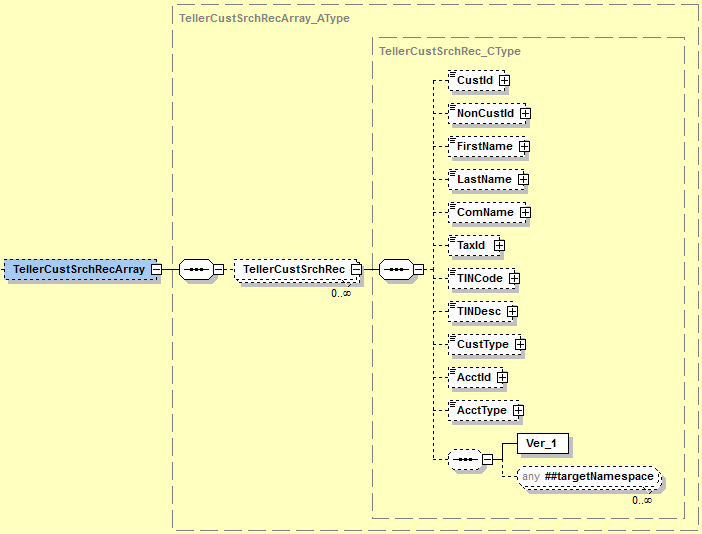 TellerCustSrchRecArray_AType
TellerCustSrchRec_CType
CustId
NonCustId
FirstName
LastName
ComName
TaxId
TellerCustSrchRecArray
TellerCustSrchRec
0..∞
TINCode
TINDesc
CustType
AcctId
AcctType
Ver_1
any ##targetNamespace
0..∞